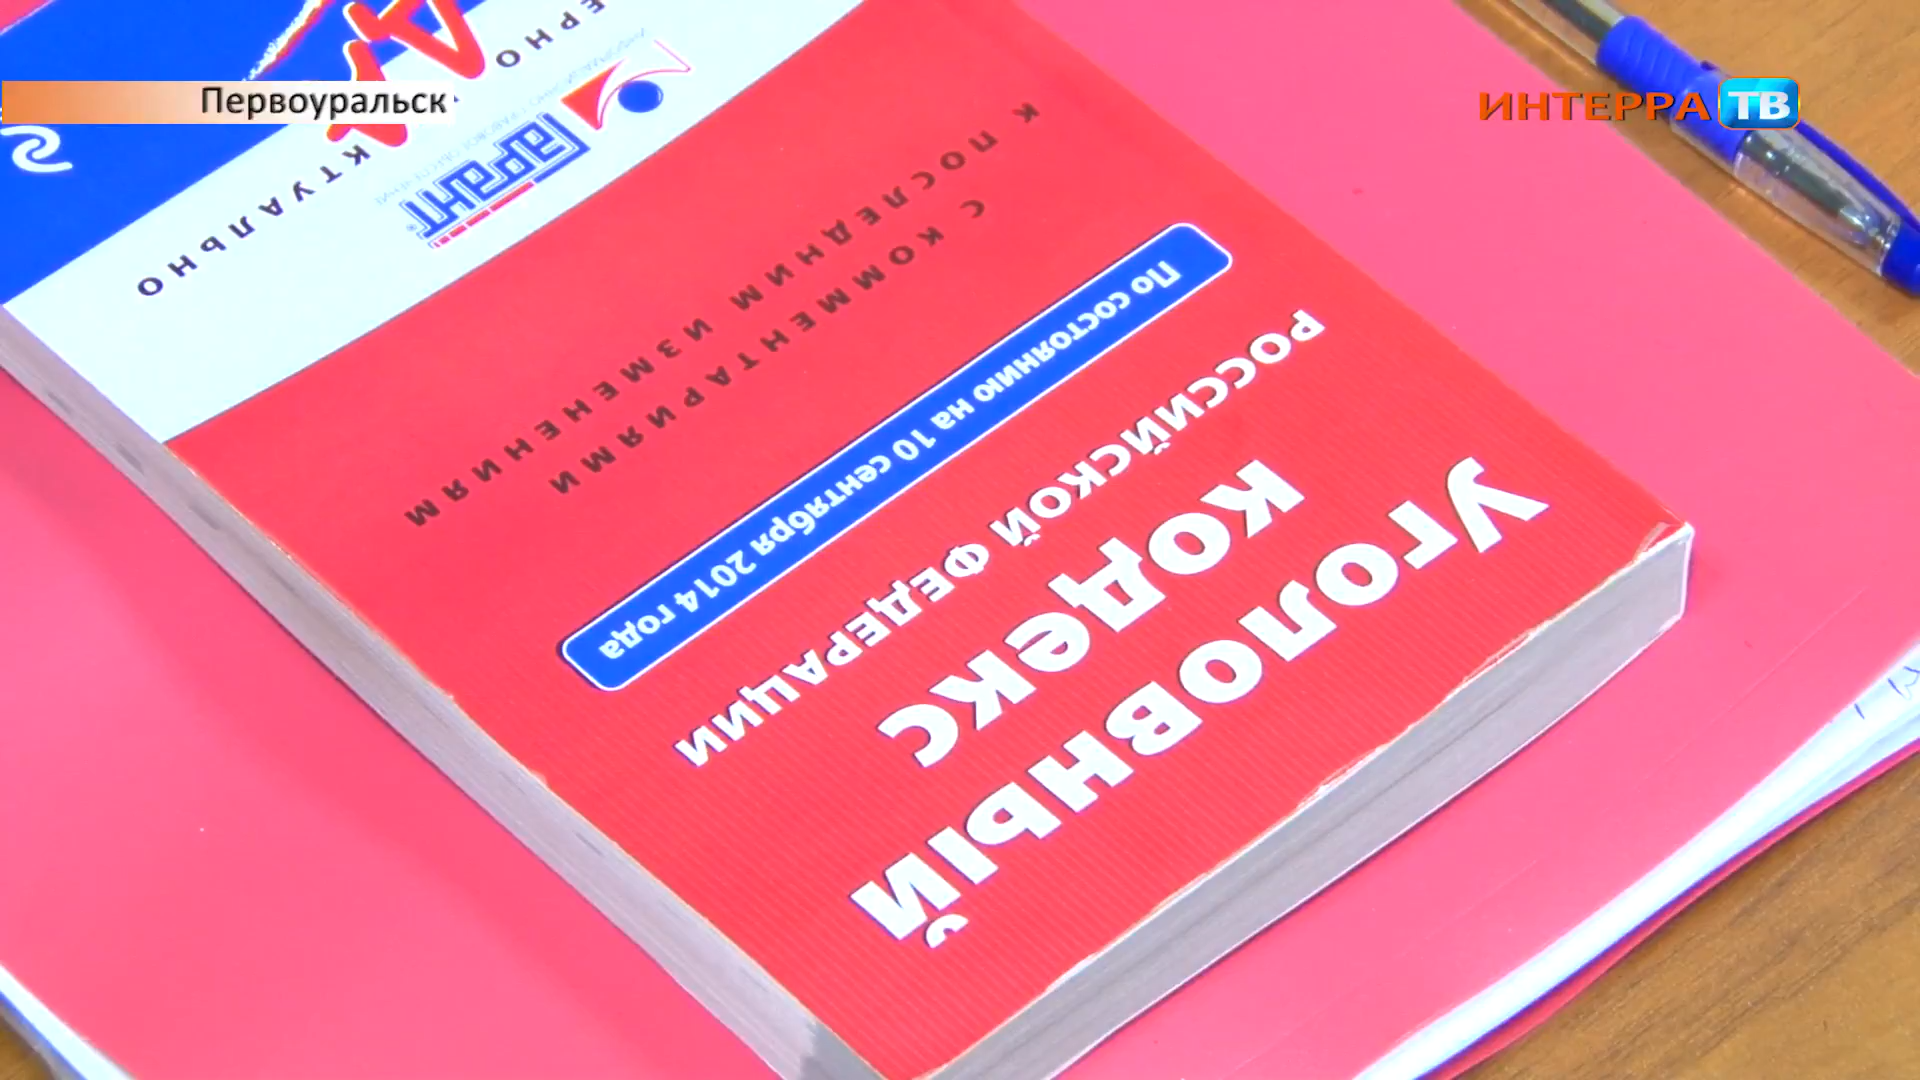 Первоуральск
ИНТЕРРА ТВ
УГОЛОВНЫЙ
КОДЕКС
РОССИЙСКОЙ ФЕДЕРАЦИИ
По состоянию на 10 сентября 2014 года
С КОММЕНТАРИЯМИ
К ПОСЛЕДНИМ ИЗМЕНЕНИЯМ
ГАРАНТ